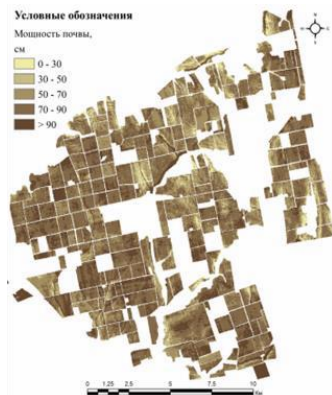 Условные обозначения
Мощность почвы,
см
0 - 30
30 - 50
50 - 70
70 - 90
> 90
0 1.25 2.5 5 7.5 10